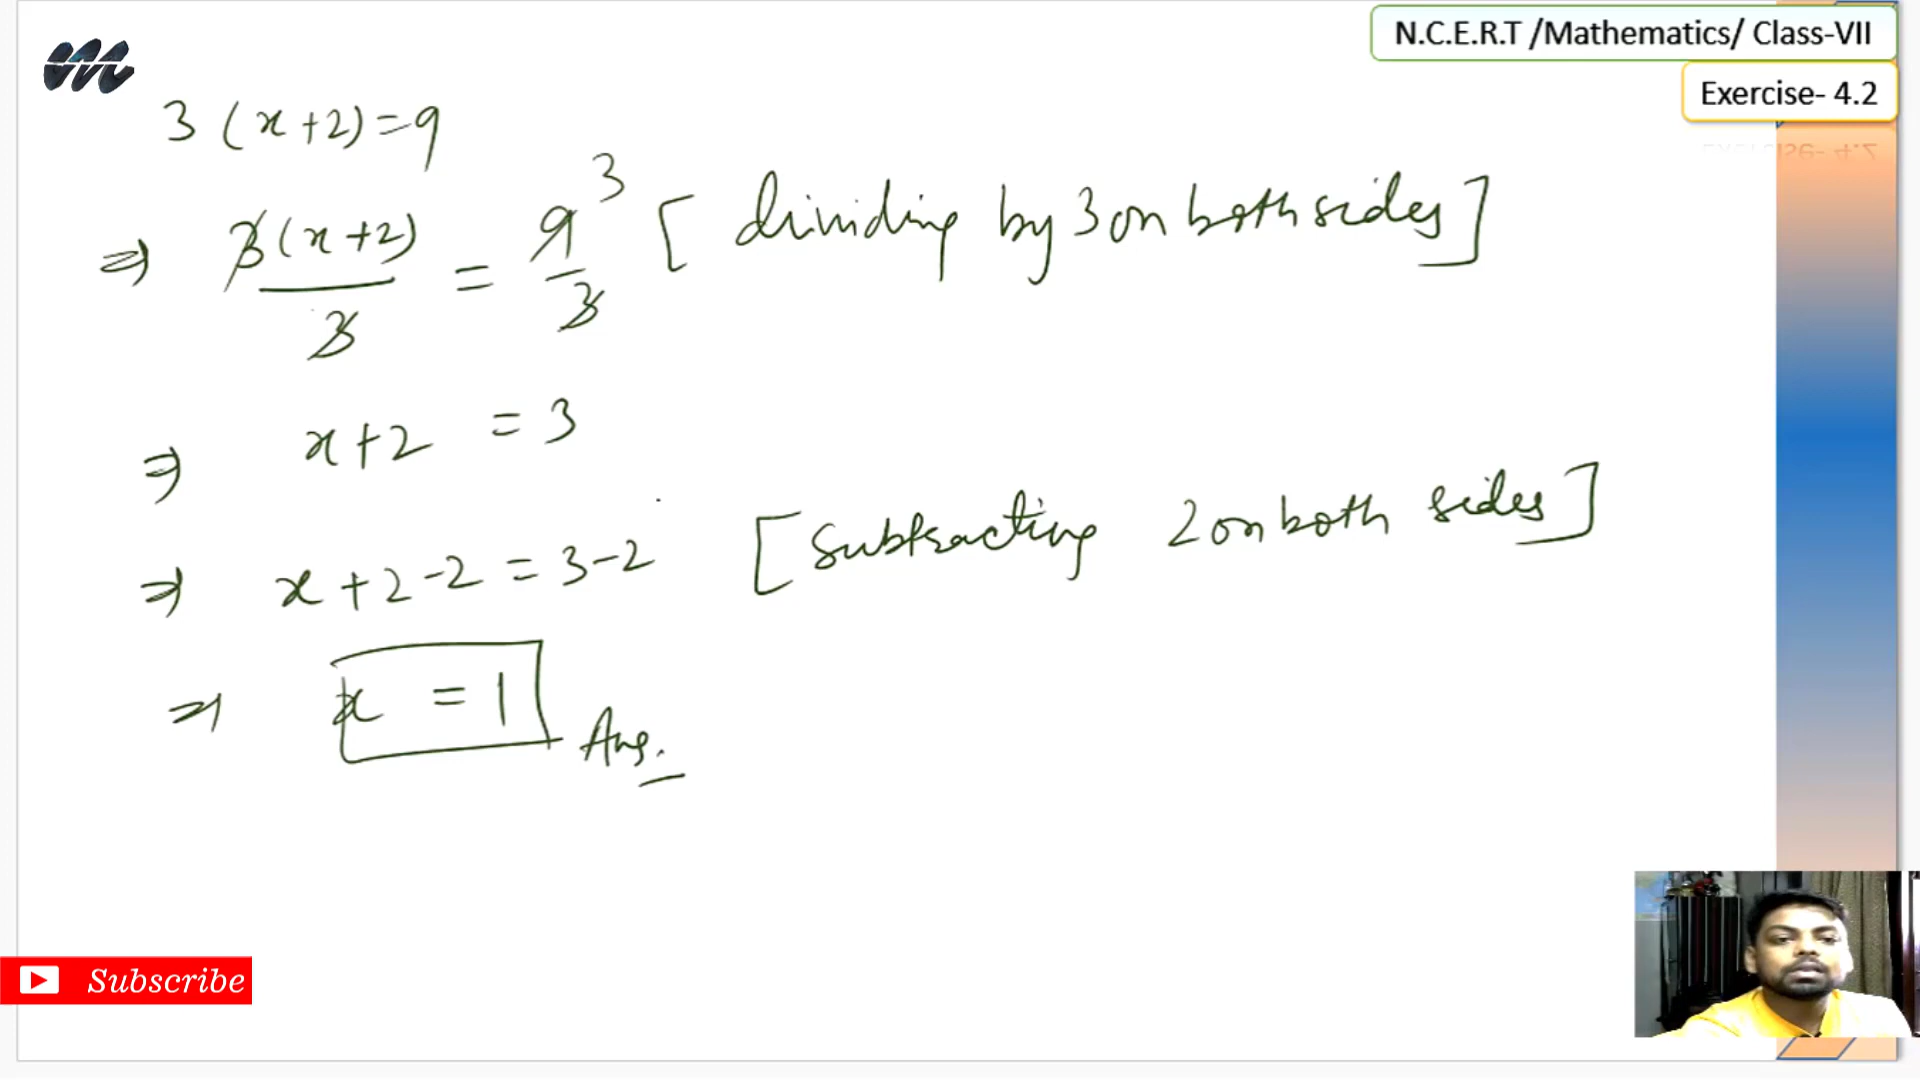 N.C.E.R.T /Mathematics/ Class-VII
Exercise- 4.2
3 (x+2)=9
⇒ 3(x+2)/3 = 9/3 3 [ dividing by 3 on both sides ]
⇒ x+2 = 3
⇒ x+2-2 = 3-2 [ Subtracting 2 on both sides ]
⇒ x = 1 Ans.
Subscribe